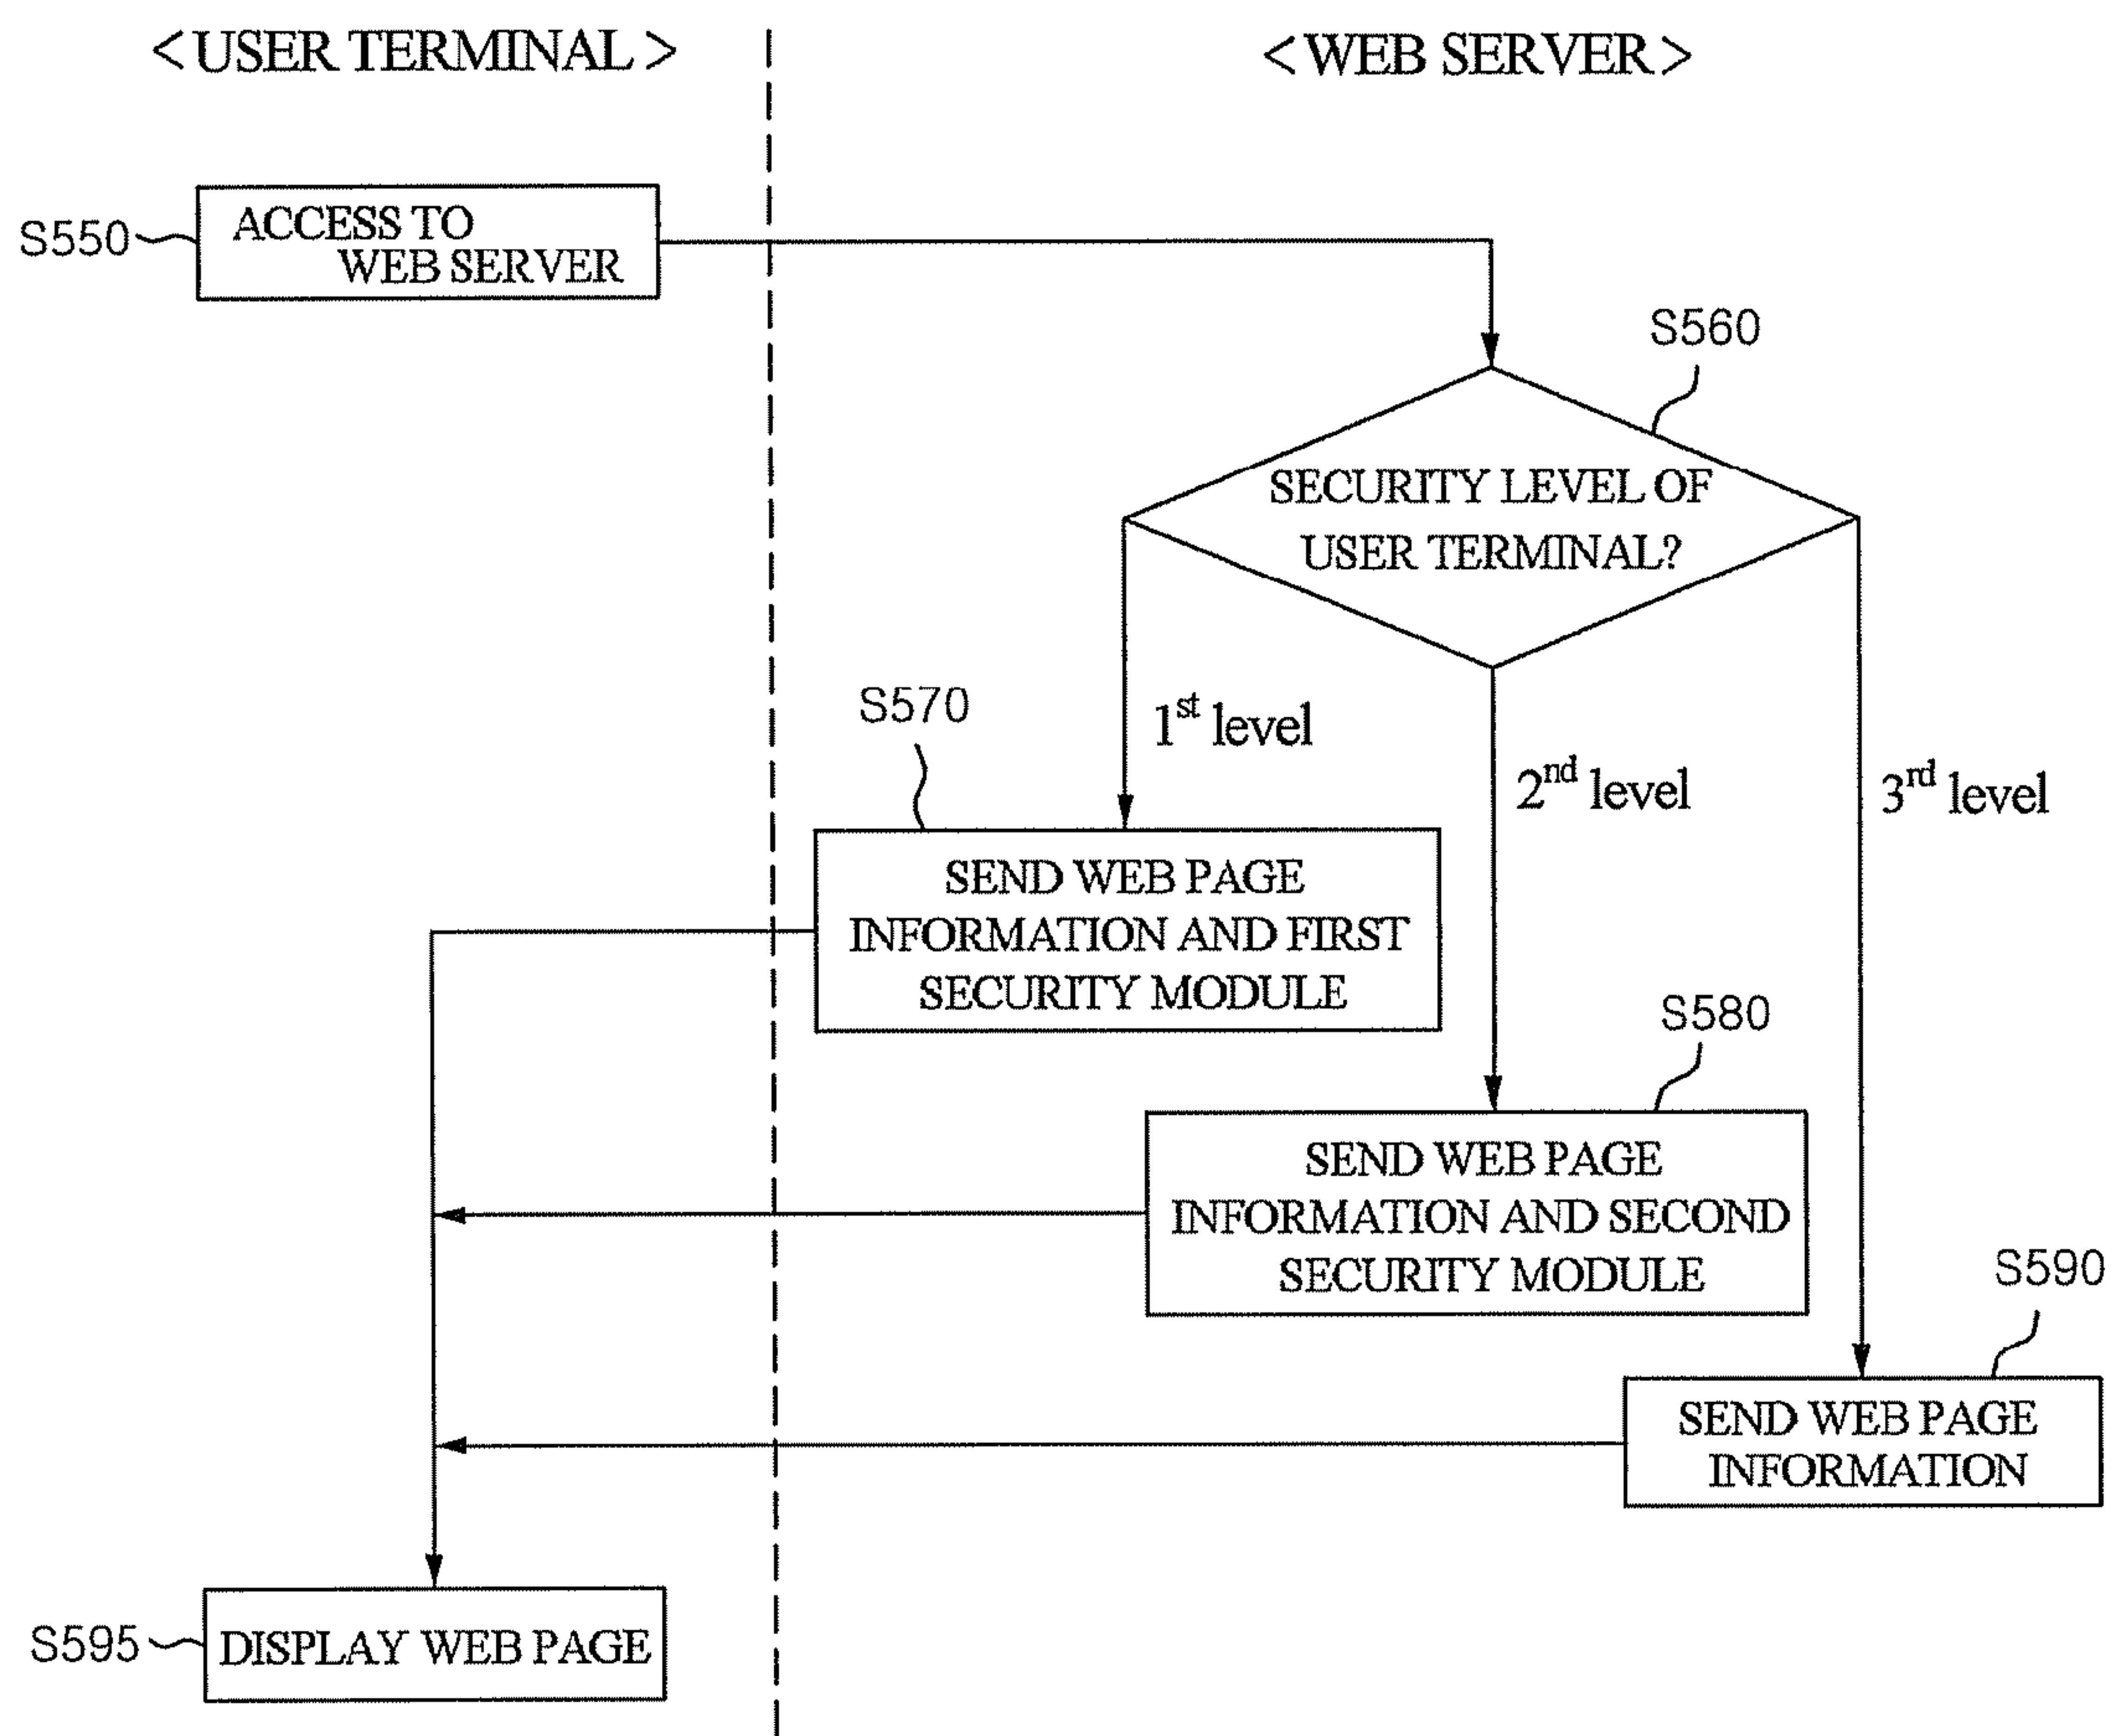 <USER TERMINAL>
<WEB SERVER>
S550
ACCESS TO
WEB SERVER
S560
SECURITY LEVEL OF
USER TERMINAL?
S570
1st level
2nd level
3rd level
SEND WEB PAGE
INFORMATION AND FIRST
SECURITY MODULE
S580
SEND WEB PAGE
INFORMATION AND SECOND
SECURITY MODULE
S590
SEND WEB PAGE
INFORMATION
S595
DISPLAY WEB PAGE